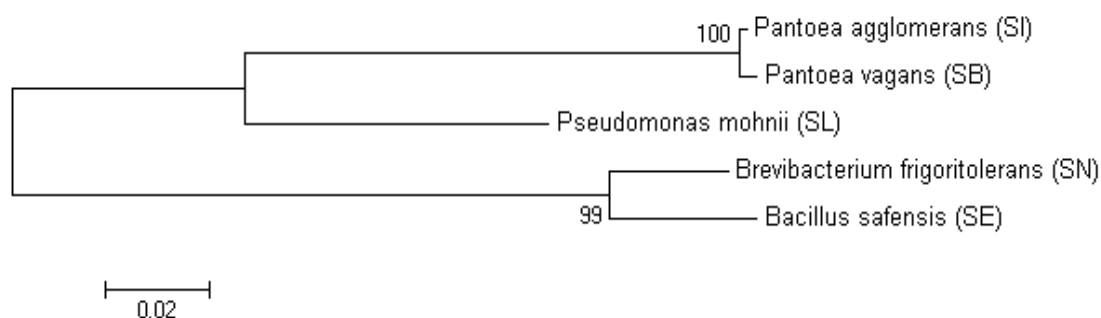 100
Pantoea agglomerans (SI)
Pantoea vagans (SB)
Pseudomonas mohnii (SL)
Brevibacterium frigoritolerans (SN)
99
Bacillus safensis (SE)
0.02